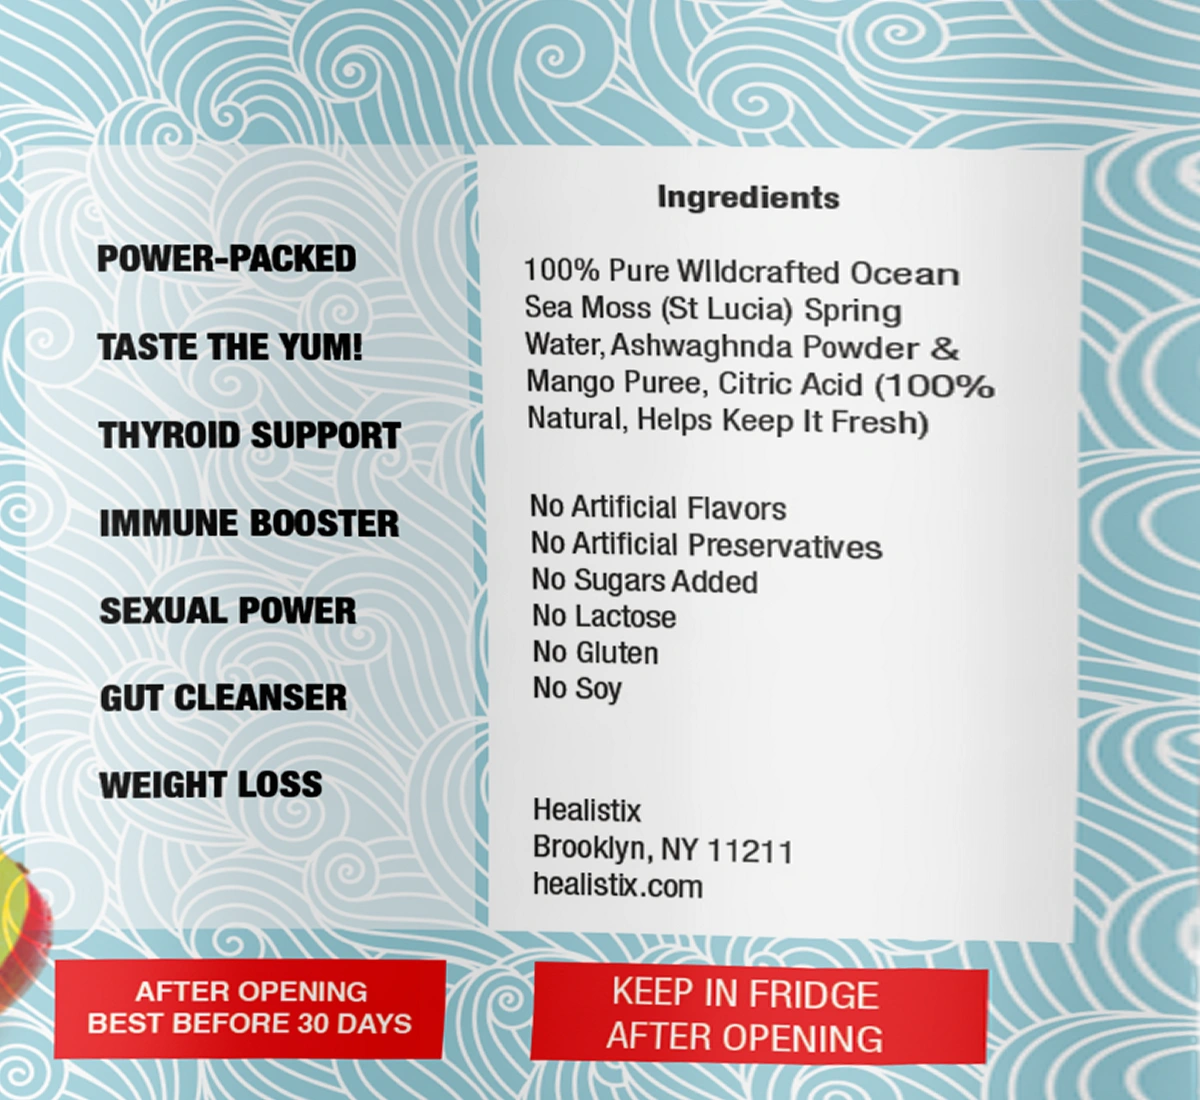 POWER-PACKED
TASTE THE YUM!
THYROID SUPPORT
IMMUNE BOOSTER
SEXUAL POWER
GUT CLEANSER
WEIGHT LOSS
Ingredients
100% Pure WIldcrafted Ocean
Sea Moss (St Lucia) Spring
Water, Ashwaghnda Powder &
Mango Puree, Citric Acid (100%
Natural, Helps Keep It Fresh)
No Artificial Flavors
No Artificial Preservatives
No Sugars Added
No Lactose
No Gluten
No Soy
Healistix
Brooklyn, NY 11211
healistix.com
AFTER OPENING
BEST BEFORE 30 DAYS
KEEP IN FRIDGE
AFTER OPENING